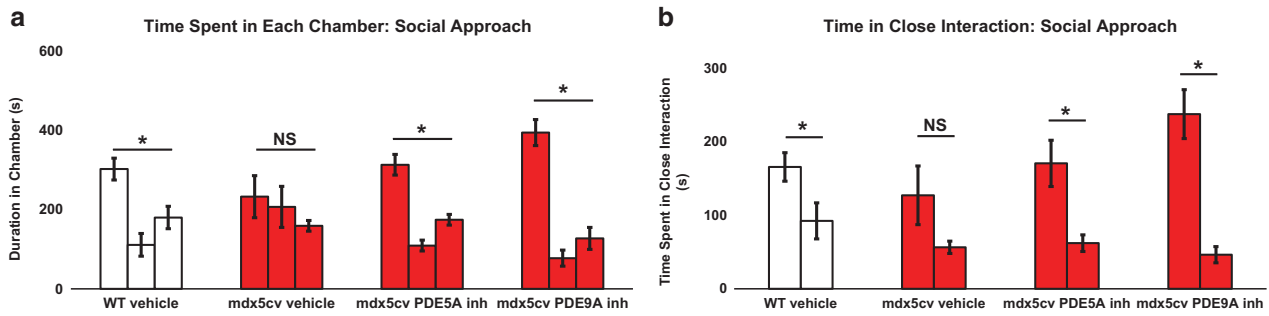 a
Time Spent in Each Chamber: Social Approach
Duration in Chamber (s)
600
400
200
0
*
NS
*
*
WT vehicle
mdx5cv vehicle
mdx5cv PDE5A inh
mdx5cv PDE9A inh
b
Time in Close Interaction: Social Approach
Time Spent in Close Interaction
(s)
300
200
100
0
*
NS
*
*
WT vehicle
mdx5cv vehicle
mdx5cv PDE5A inh
mdx5cv PDE9A inh